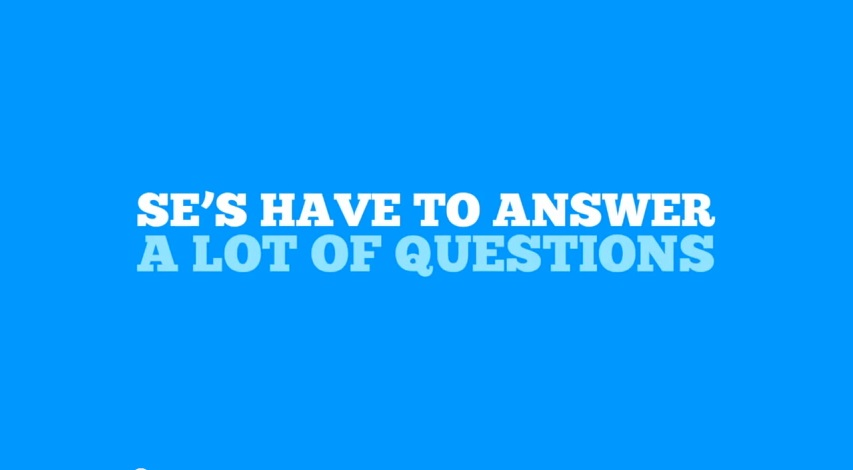 SE’S HAVE TO ANSWER
A LOT OF QUESTIONS